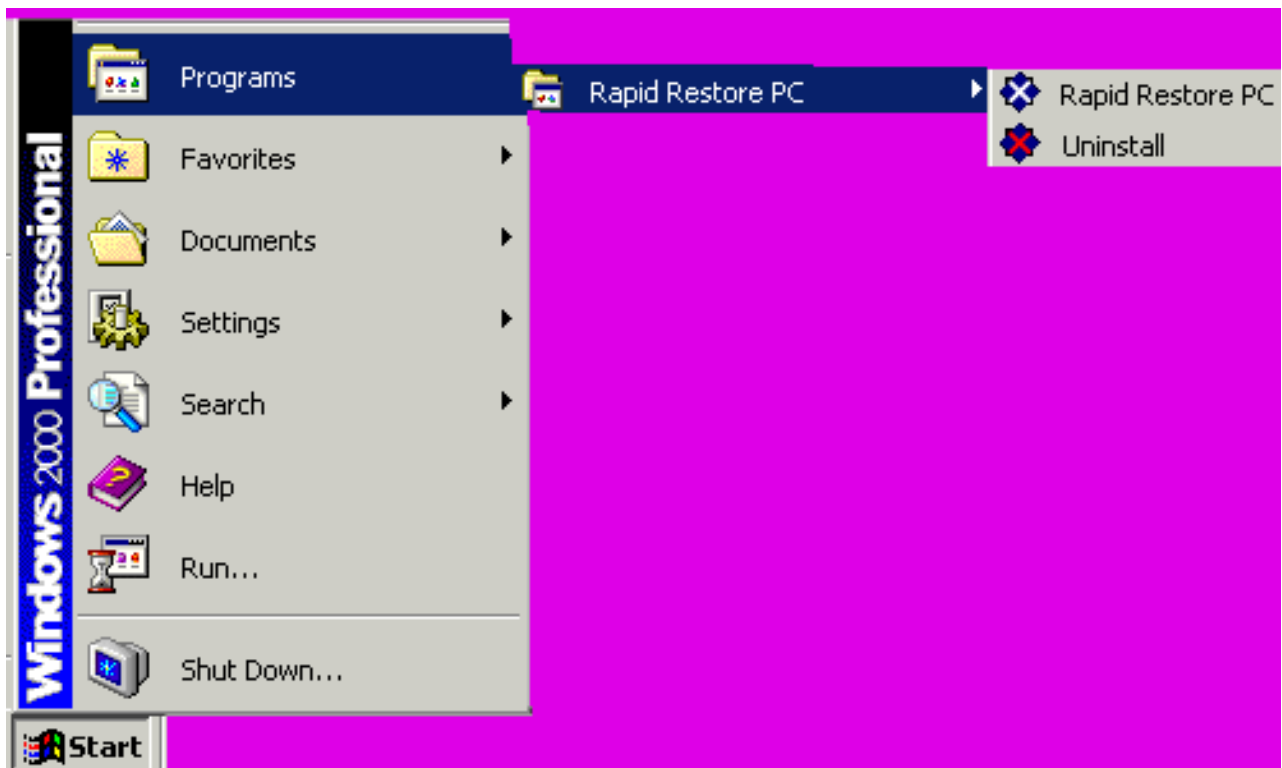 Programs
Rapid Restore PC
Rapid Restore PC
Uninstall
Favorites
Documents
Settings
Search
Help
Run...
Shut Down...
Windows 2000 Professional
Start